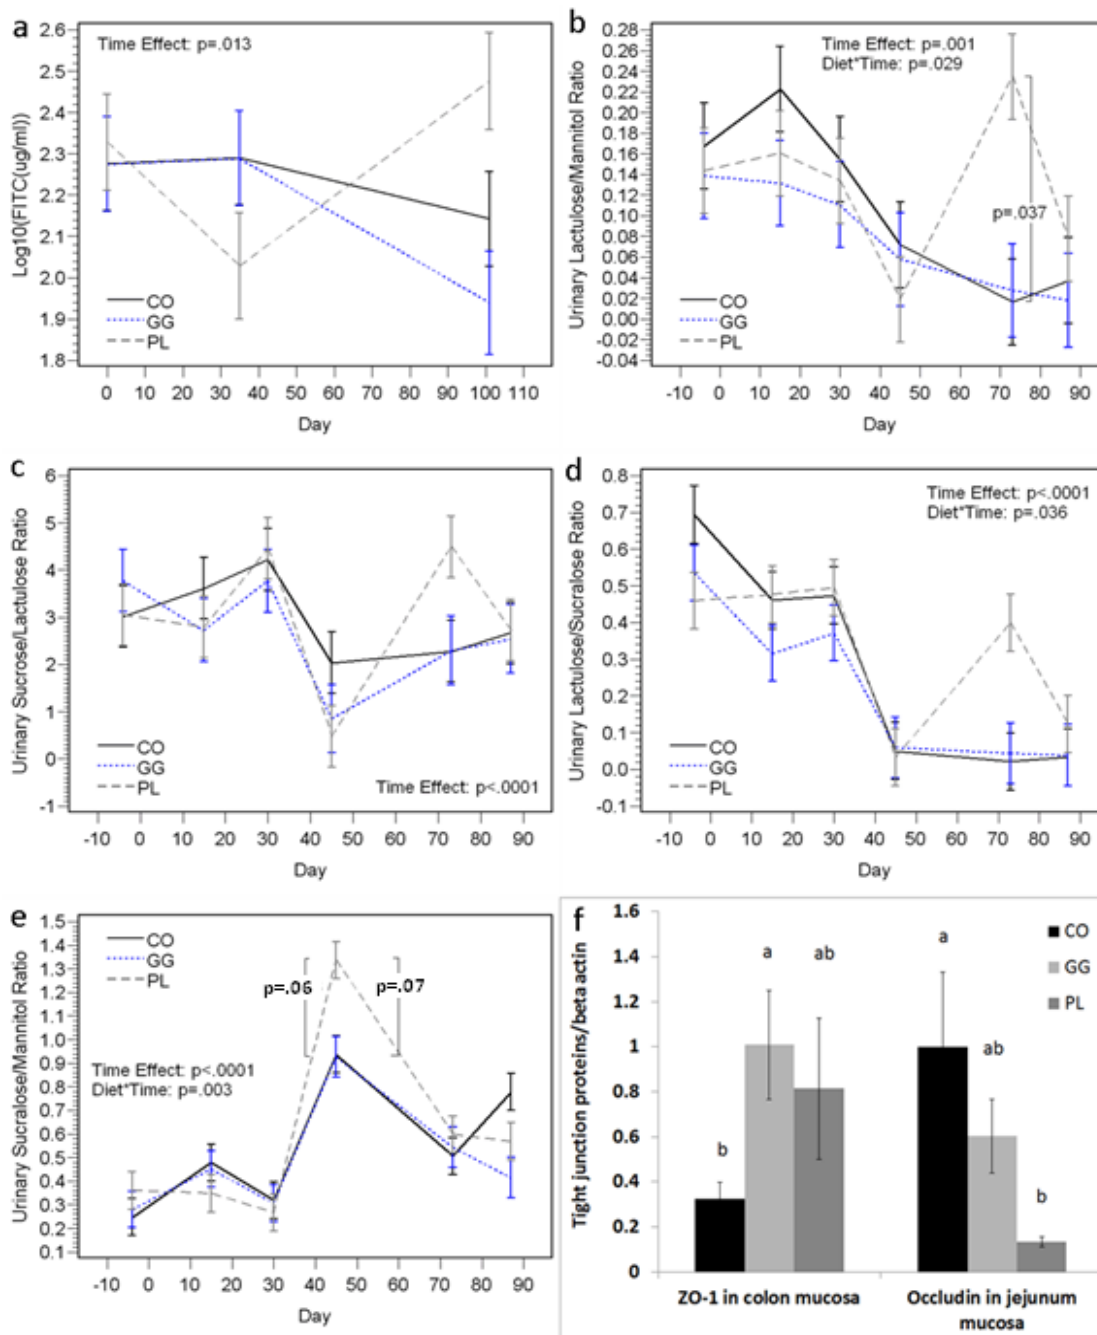 a
Time Effect: p=.013
Log10(FITC(ug/ml))
2.6
2.5
2.4
2.3
2.2
2.1
2.0
1.9
1.8
CO
GG
PL
0 10 20 30 40 50 60 70 80 90 100 110
Day
b
Time Effect: p=.001
Diet*Time: p=.029
Urinary Lactulose/Mannitol Ratio
0.28
0.24
0.20
0.16
0.12
0.08
0.06
0.04
0.02
0.00
-0.02
-0.04
p=.037
CO
GG
PL
-10 0 10 20 30 40 50 60 70 80 90
Day
c
Urinary Sucrose/Lactulose Ratio
6
5
4
3
2
1
0
-1
CO
GG
PL
Time Effect: p<.0001
-10 0 10 20 30 40 50 60 70 80 90
Day
d
Time Effect: p<.0001
Diet*Time: p=.036
Urinary Lactulose/Sucralose Ratio
0.8
0.7
0.6
0.5
0.4
0.3
0.2
0.1
0.0
-0.1
CO
GG
PL
-10 0 10 20 30 40 50 60 70 80 90
Day
e
CO
GG
PL
p=.06
p=.07
Time Effect: p<.0001
Diet*Time: p=.003
Urinary Sucralose/Mannitol Ratio
1.5
1.4
1.3
1.2
1.1
1.0
0.9
0.8
0.7
0.6
0.5
0.4
0.3
0.2
0.1
-10 0 10 20 30 40 50 60 70 80 90
Day
f
Tight junction proteins/beta actin
1.6
1.4
1.2
1
0.8
0.6
0.4
0.2
0
CO
GG
PL
b
a
ab
a
ab
b
ZO-1 in colon mucosa
Occludin in jejunum
mucosa